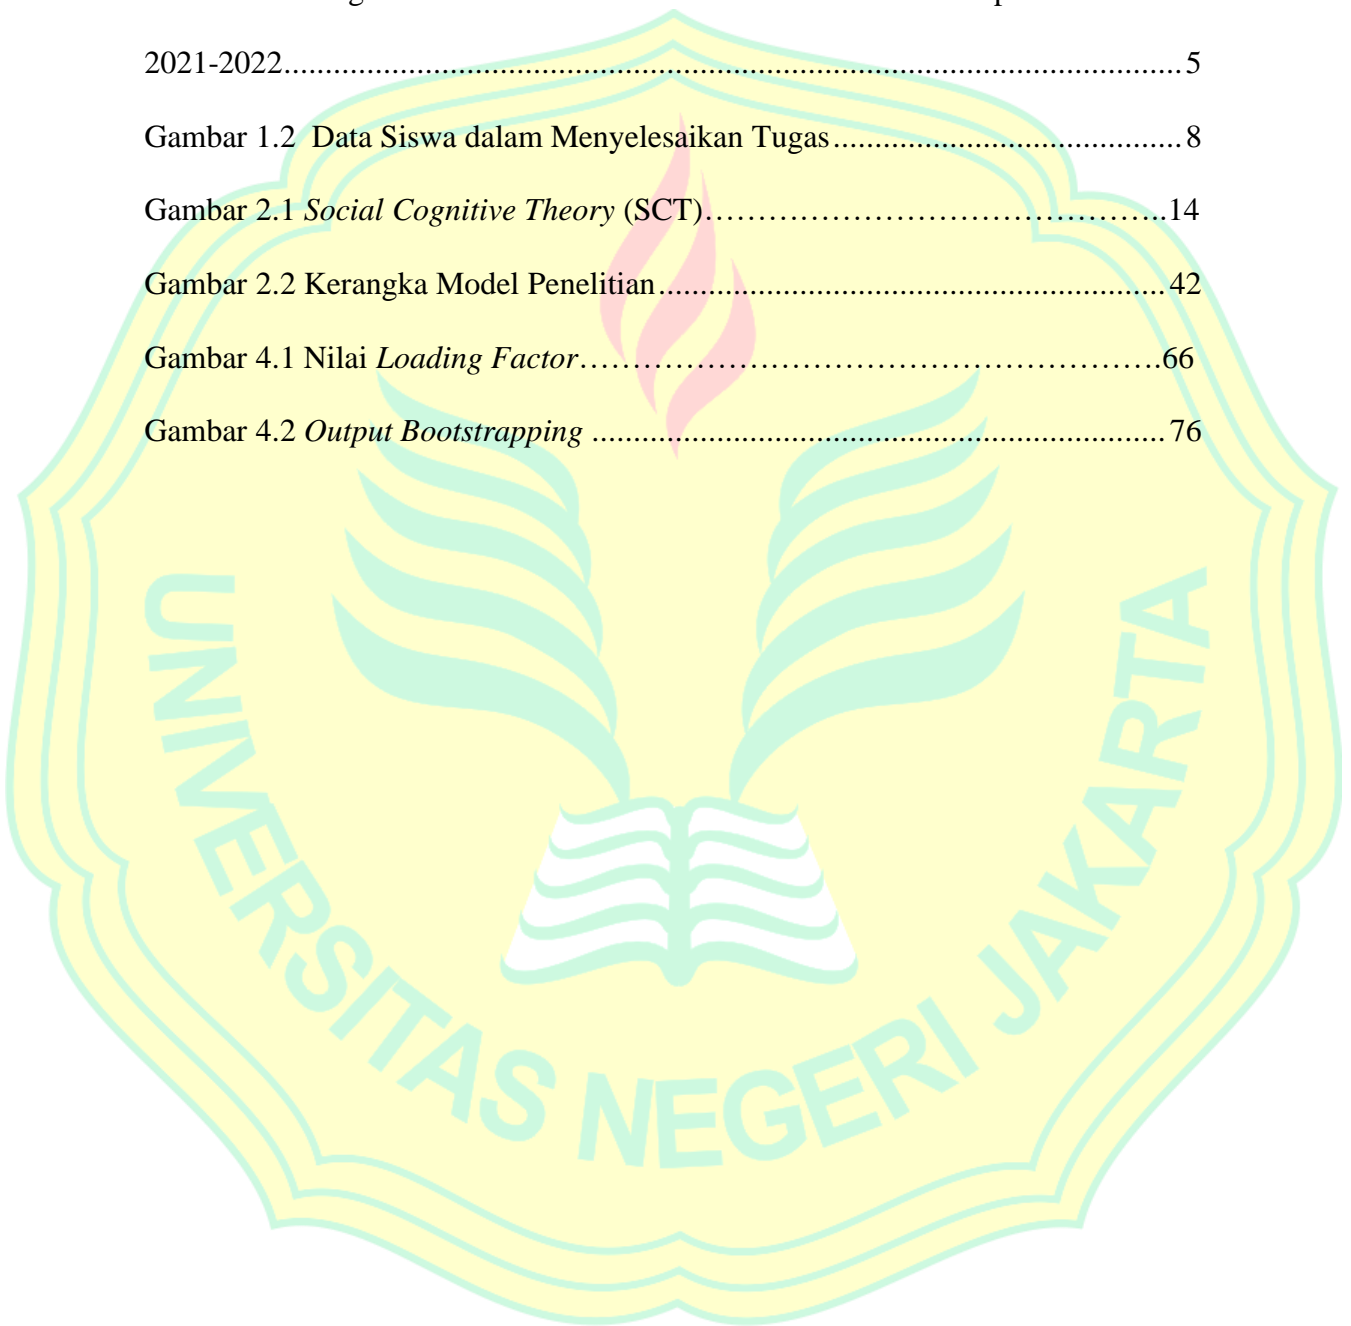 2021-2022.............................................................................................................5
Gambar 1.2  Data Siswa dalam Menyelesaikan Tugas..........................................8
Gambar 2.1 Social Cognitive Theory (SCT)……………………………………..14
Gambar 2.2 Kerangka Model Penelitian.............................................................42
Gambar 4.1 Nilai Loading Factor……………………………………………….66
Gambar 4.2 Output Bootstrapping .....................................................................76
UNIVERSITAS NEGERI JAKARTA